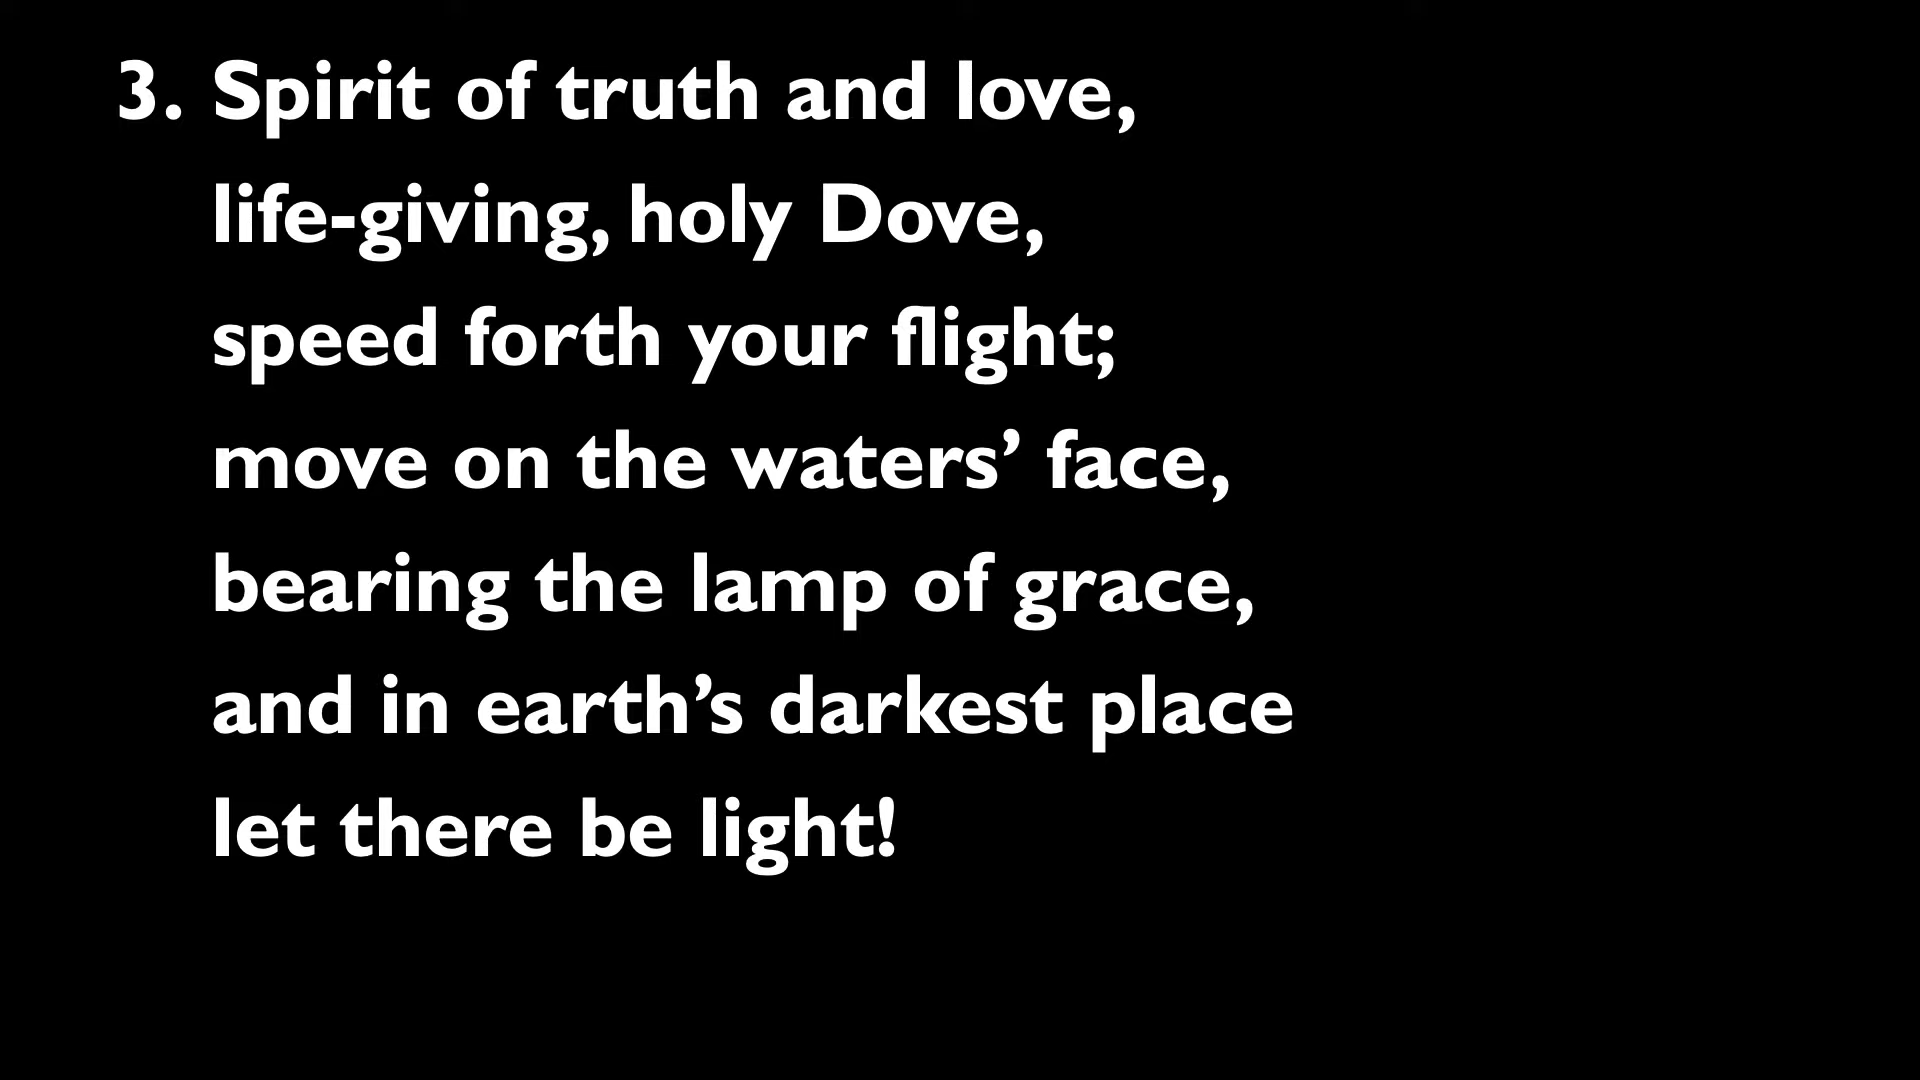 3. Spirit of truth and love,
life-giving, holy Dove,
speed forth your flight;
move on the waters’ face,
bearing the lamp of grace,
and in earth’s darkest place
let there be light!